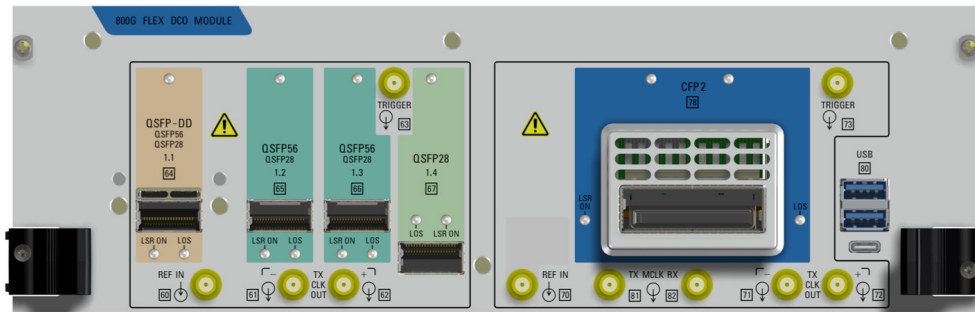 800G FLEX DCO MODULE
QSFP-DD
QSFP56
QSFP28
1.1
64
LSR ON LOS
QSFP56
QSFP28
1.2
65
LSR ON LOS
QSFP56
QSFP28
1.3
66
LSR ON LOS
TRIGGER
63
QSFP28
1.4
67
LOS LSR ON
REF IN
60
61
−
TX
CLK
OUT
+
62
CFP2
78
LSR
ON
LOS
TRIGGER
73
USB
80
REF IN
70
TX MCLK RX
81
82
71
−
TX
CLK
OUT
+
72